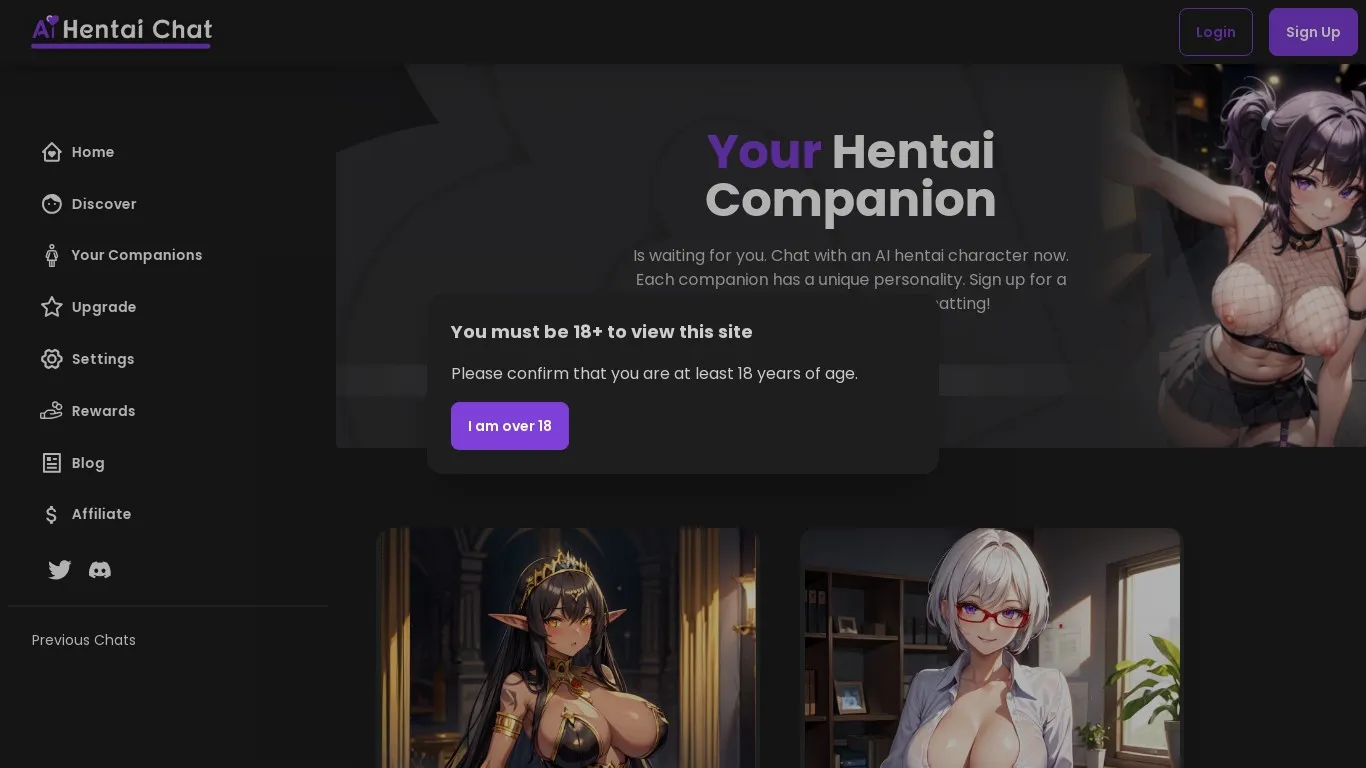 Ai Hentai Chat
Login
Sign Up
Home
Discover
Your Companions
Upgrade
Settings
Rewards
Blog
Affiliate
Previous Chats
Your Hentai
Companion
Is waiting for you. Chat with an AI hentai character now.
Each companion has a unique personality. Sign up for a
You must be 18+ to view this site
Please confirm that you are at least 18 years of age.
I am over 18